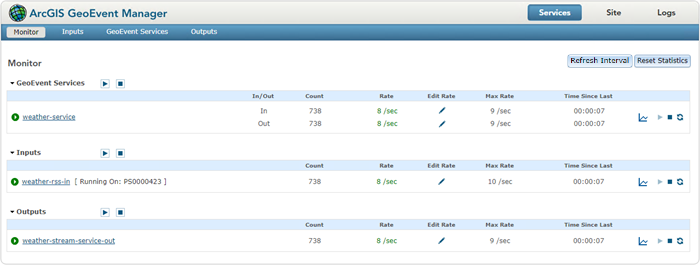 ArcGIS GeoEvent Manager Services Site Logs
Monitor Inputs GeoEvent Services Outputs
Monitor Refresh Interval Reset Statistics
GeoEvent Services
In/Out Count Rate Edit Rate Max Rate Time Since Last
weather-service
In 738 8 /sec 9 /sec 00:00:07
Out 738 8 /sec 9 /sec 00:00:07
Inputs
Count Rate Edit Rate Max Rate Time Since Last
weather-rss-in [ Running On: PS0000423 ] 738 8 /sec 10 /sec 00:00:07
Outputs
Count Rate Edit Rate Max Rate Time Since Last
weather-stream-service-out 738 8 /sec 9 /sec 00:00:07